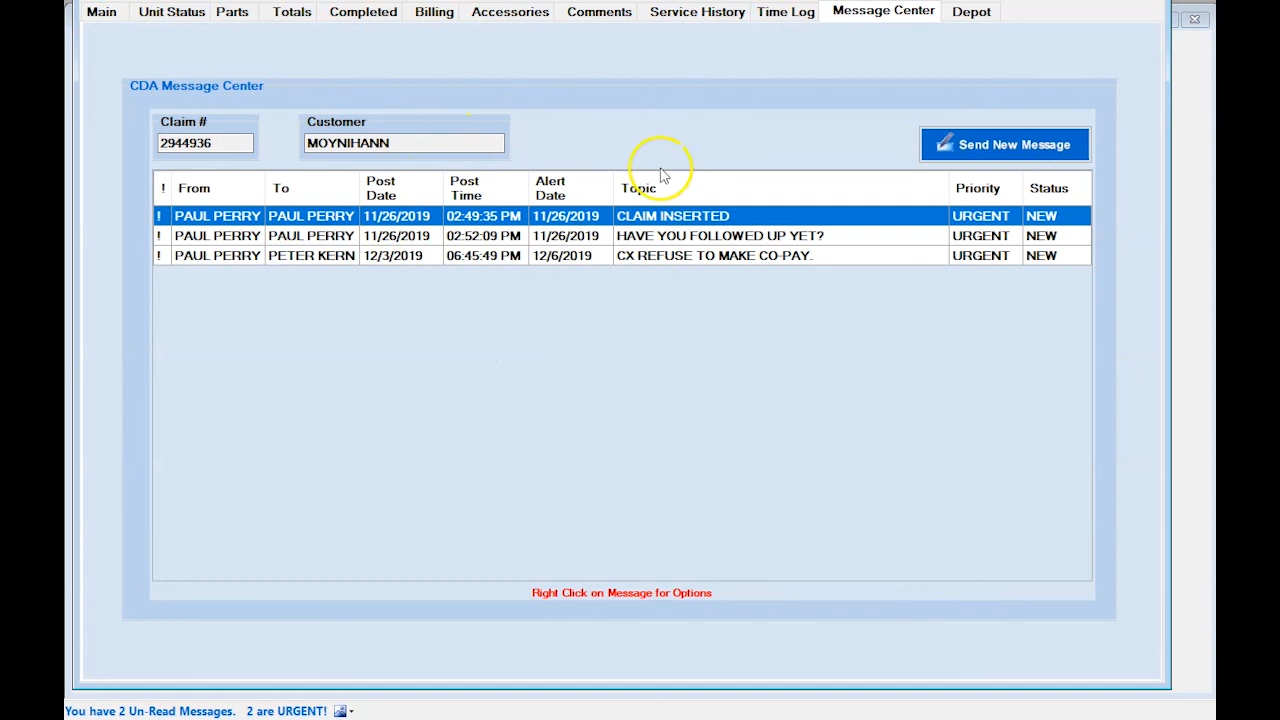 Main Unit Status Parts Totals Completed Billing Accessories Comments Service History Time Log Message Center Depot
CDA Message Center
Claim # Customer
2944936 MOYNIHANN Send New Message
! From To Post Date Post Time Alert Date Topic Priority Status
! PAUL PERRY PAUL PERRY 11/26/2019 02:49:35 PM 11/26/2019 CLAIM INSERTED URGENT NEW
! PAUL PERRY PAUL PERRY 11/26/2019 02:52:09 PM 11/26/2019 HAVE YOU FOLLOWED UP YET? URGENT NEW
! PAUL PERRY PETER KERN 12/3/2019 06:45:49 PM 12/6/2019 CX REFUSE TO MAKE CO-PAY. URGENT NEW
Right Click on Message for Options
You have 2 Un-Read Messages. 2 are URGENT!